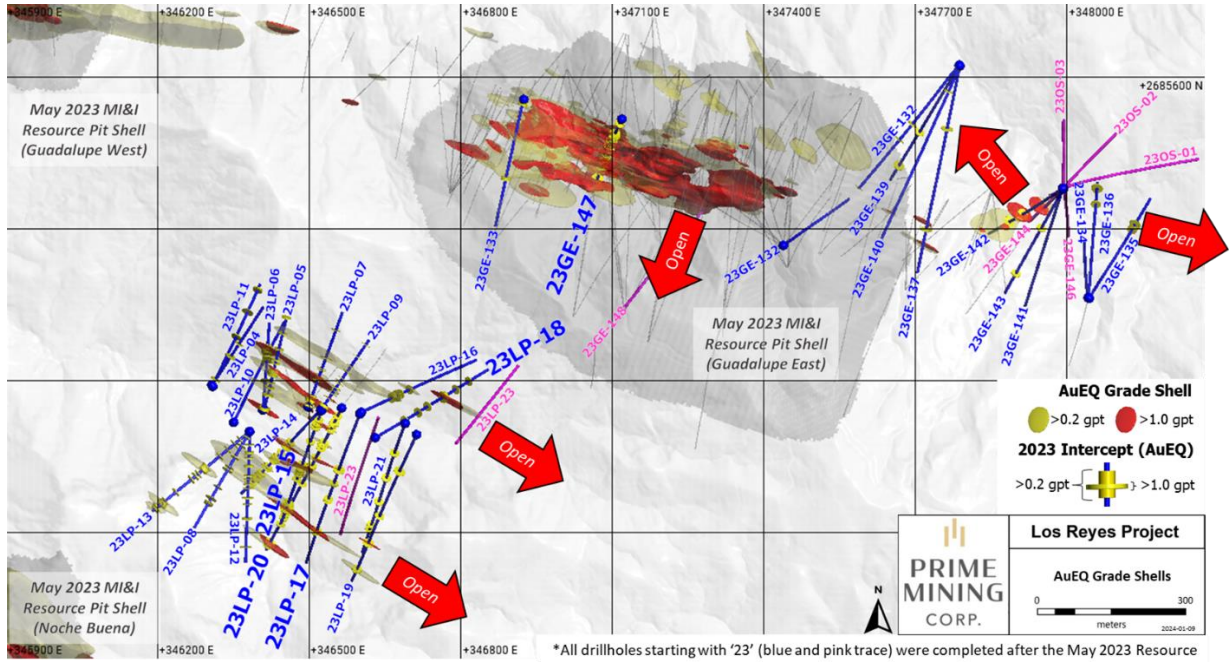 +345900 E
+346200 E
+346500 E
+346800 E
+347100 E
+347400 E
+347700 E
+348000 E
+2685600 N
May 2023 MI&I
Resource Pit Shell
(Guadalupe West)
23OS-03
23OS-02
23OS-01
23GE-132
23GE-139
23GE-140
23GE-137
Open
23GE-142
23GE-144
23GE-143
23GE-141
23GE-146
23GE-134
23GE-136
23GE-135
Open
23GE-133
23GE-147
Open
23GE-148
23GE-132
May 2023 MI&I
Resource Pit Shell
(Guadalupe East)
23LP-11
23LP-06
23LP-05
23LP-07
23LP-09
23LP-04
23LP-10
23LP-16
23LP-18
23LP-23
Open
23LP-14
23LP-15
23LP-23
23LP-21
23LP-13
23LP-08
23LP-12
23LP-20
23LP-17
23LP-19
Open
May 2023 MI&I
Resource Pit Shell
(Noche Buena)
AuEQ Grade Shell
>0.2 gpt >1.0 gpt
2023 Intercept (AuEQ)
>0.2 gpt >1.0 gpt
PRIME
MINING
CORP.
Los Reyes Project
AuEQ Grade Shells
0 300
meters
2024-01-09
N
+345900 E
+346200 E
+346500 E
+346800 E
*All drillholes starting with '23' (blue and pink trace) were completed after the May 2023 Resource